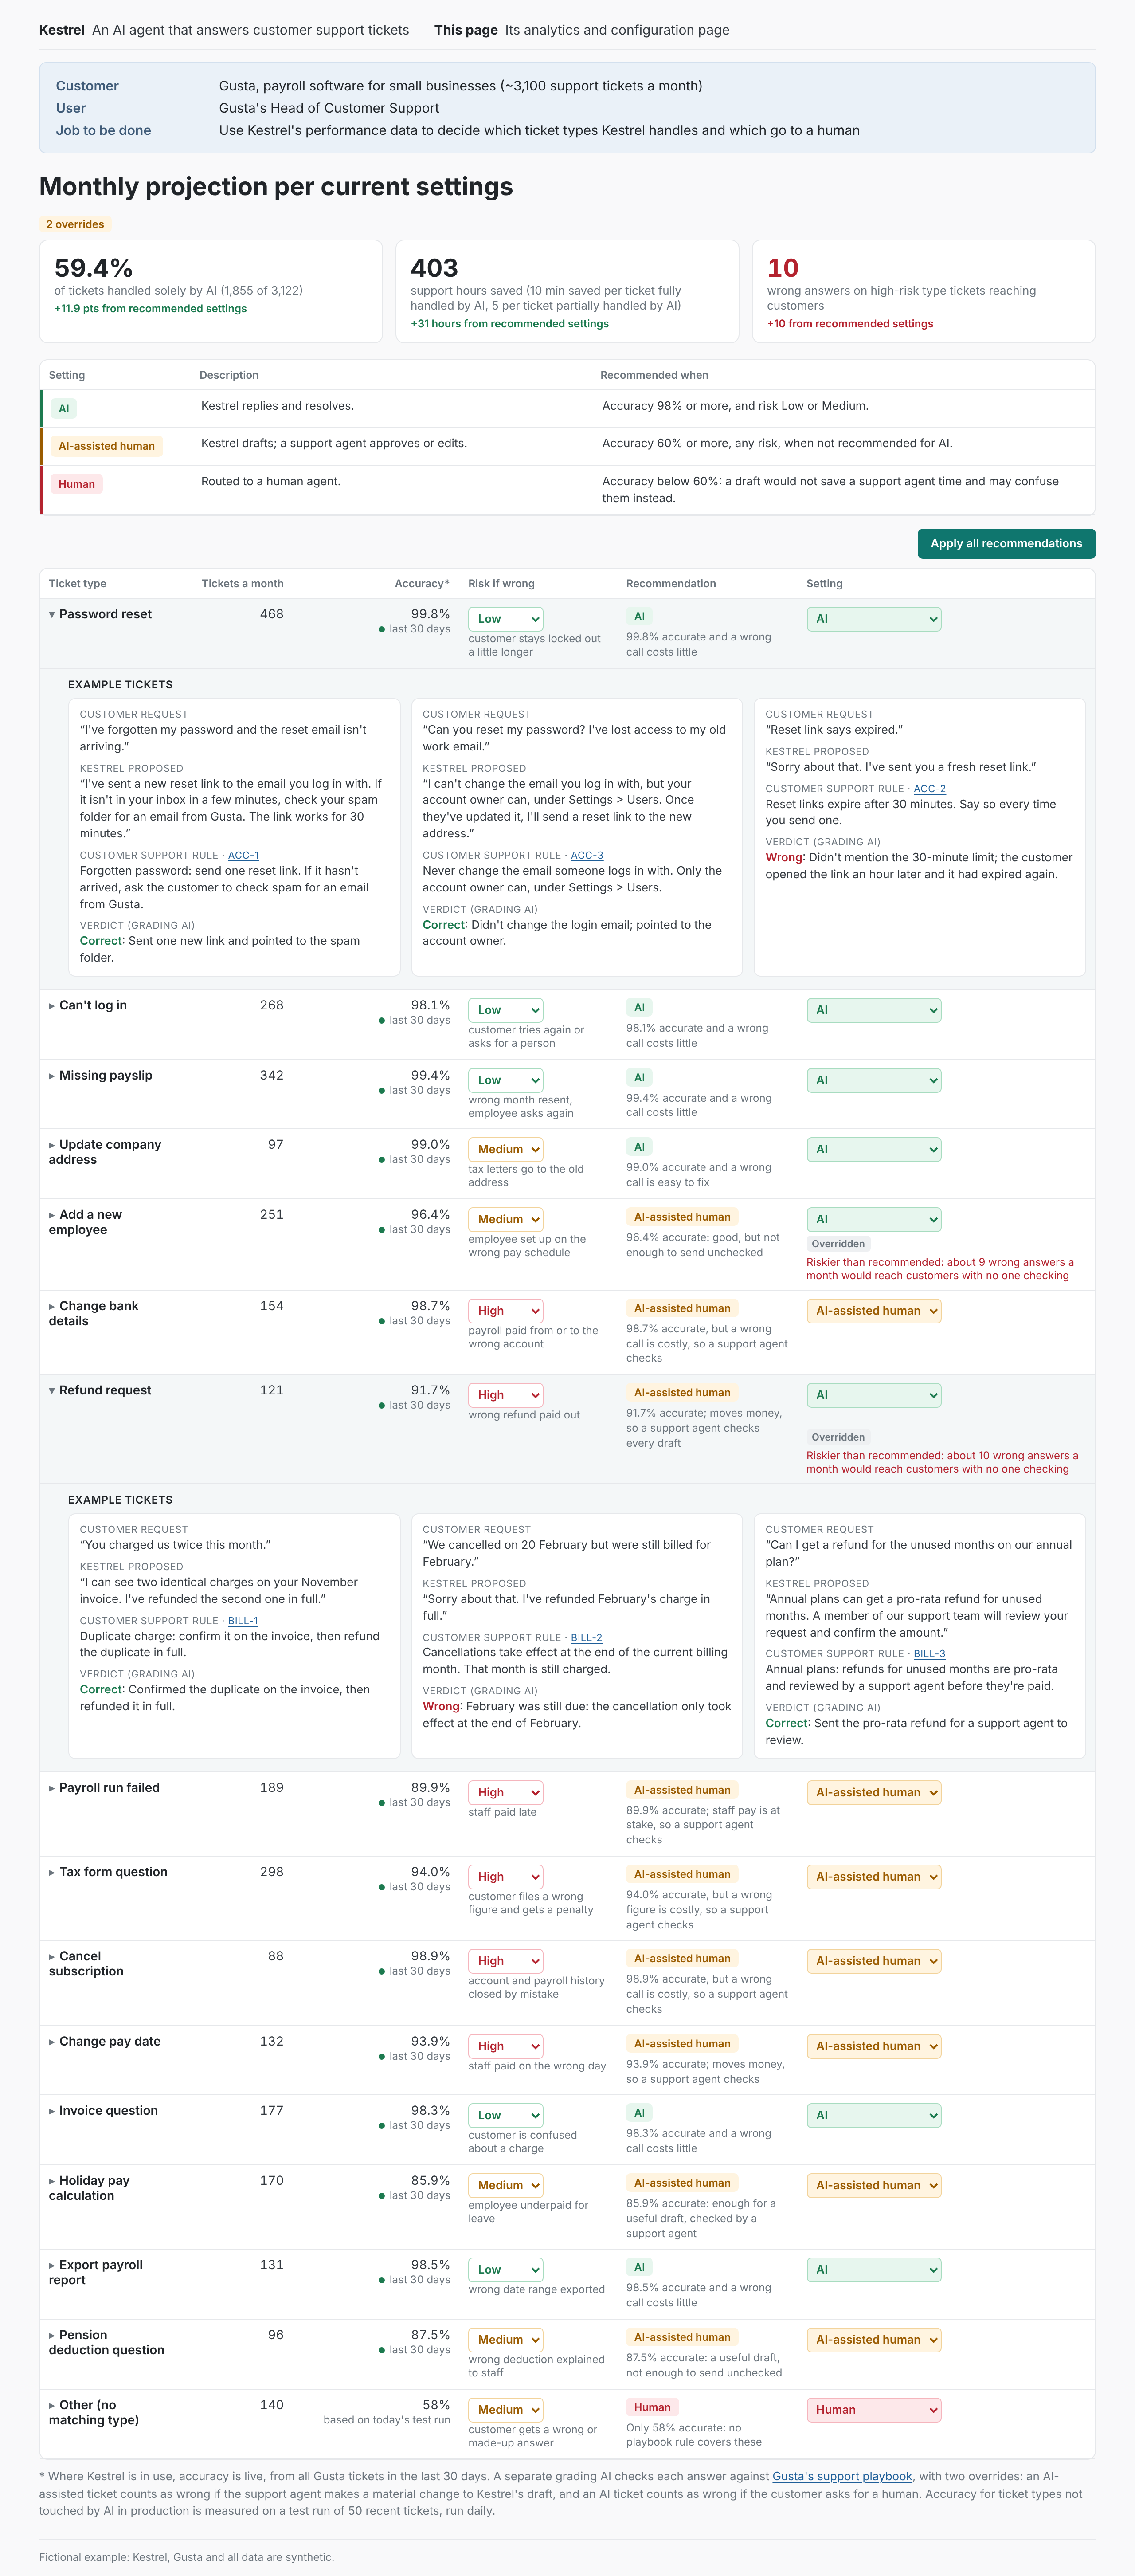 Kestrel An AI agent that answers customer support tickets This page Its analytics and configuration page
Customer Gusta, payroll software for small businesses (~3,100 support tickets a month)
User Gusta's Head of Customer Support
Job to be done Use Kestrel's performance data to decide which ticket types Kestrel handles and which go to a human
Monthly projection per current settings
2 overrides
59.4%
of tickets handled solely by AI (1,855 of 3,122)
+11.9 pts from recommended settings
403
support hours saved (10 min saved per ticket fully
handled by AI, 5 per ticket partially handled by AI)
+31 hours from recommended settings
10
wrong answers on high-risk type tickets reaching
customers
+10 from recommended settings
Setting Description Recommended when
AI Kestrel replies and resolves. Accuracy 98% or more, and risk Low or Medium.
AI-assisted human Kestrel drafts; a support agent approves or edits. Accuracy 60% or more, any risk, when not recommended for AI.
Human Routed to a human agent. Accuracy below 60%: a draft would not save a support agent time and may confuse
them instead.
Apply all recommendations
Ticket type Tickets a month Accuracy* Risk if wrong Recommendation Setting
▾ Password reset 468 99.8% Low AI AI
● last 30 days
customer stays locked out
a little longer
99.8% accurate and a wrong
call costs little
EXAMPLE TICKETS
CUSTOMER REQUEST
“I've forgotten my password and the reset email isn't
arriving.”
KESTREL PROPOSED
“I've sent a new reset link to the email you log in with. If
it isn't in your inbox in a few minutes, check your spam
folder for an email from Gusta. The link works for 30
minutes.”
CUSTOMER SUPPORT RULE · ACC-1
Forgotten password: send one reset link. If it hasn't
arrived, ask the customer to check spam for an email
from Gusta.
VERDICT (GRADING AI)
Correct: Sent one new link and pointed to the spam
folder.
CUSTOMER REQUEST
“Can you reset my password? I've lost access to my old
work email.”
KESTREL PROPOSED
“I can't change the email you log in with, but your
account owner can, under Settings > Users. Once
they've updated it, I'll send a reset link to the new
address.”
CUSTOMER SUPPORT RULE · ACC-3
Never change the email someone logs in with. Only the
account owner can, under Settings > Users.
VERDICT (GRADING AI)
Correct: Didn't change the login email; pointed to the
account owner.
CUSTOMER REQUEST
“Reset link says expired.”
KESTREL PROPOSED
“Sorry about that. I've sent you a fresh reset link.”
CUSTOMER SUPPORT RULE · ACC-2
Reset links expire after 30 minutes. Say so every time
you send one.
VERDICT (GRADING AI)
Wrong: Didn't mention the 30-minute limit; the customer
opened the link an hour later and it had expired again.
▸ Can't log in 268 98.1% Low AI AI
● last 30 days
customer tries again or
asks for a person
98.1% accurate and a wrong
call costs little
▸ Missing payslip 342 99.4% Low AI AI
● last 30 days
wrong month resent,
employee asks again
99.4% accurate and a wrong
call costs little
▸ Update company
address
97 99.0% Medium AI AI
● last 30 days
tax letters go to the old
address
99.0% accurate and a wrong
call is easy to fix
▸ Add a new
employee
251 96.4% Medium AI-assisted human AI
● last 30 days
employee set up on the
wrong pay schedule
96.4% accurate: good, but not
enough to send unchecked
Overridden
Riskier than recommended: about 9 wrong answers a
month would reach customers with no one checking
▸ Change bank
details
154 98.7% High AI-assisted human AI-assisted human
● last 30 days
payroll paid from or to the
wrong account
98.7% accurate, but a wrong
call is costly, so a support agent
checks
▾ Refund request 121 91.7% High AI-assisted human AI
● last 30 days
wrong refund paid out
91.7% accurate; moves money,
so a support agent checks
every draft
Overridden
Riskier than recommended: about 10 wrong answers a
month would reach customers with no one checking
EXAMPLE TICKETS
CUSTOMER REQUEST
“You charged us twice this month.”
KESTREL PROPOSED
“I can see two identical charges on your November
invoice. I've refunded the second one in full.”
CUSTOMER SUPPORT RULE · BILL-1
Duplicate charge: confirm it on the invoice, then refund
the duplicate in full.
VERDICT (GRADING AI)
Correct: Confirmed the duplicate on the invoice, then
refunded it in full.
CUSTOMER REQUEST
“We cancelled on 20 February but were still billed for
February.”
KESTREL PROPOSED
“Sorry about that. I've refunded February's charge in
full.”
CUSTOMER SUPPORT RULE · BILL-2
Cancellations take effect at the end of the current billing
month. That month is still charged.
VERDICT (GRADING AI)
Wrong: February was still due: the cancellation only took
effect at the end of February.
CUSTOMER REQUEST
“Can I get a refund for the unused months on our annual
plan?”
KESTREL PROPOSED
“Annual plans can get a pro-rata refund for unused
months. A member of our support team will review your
request and confirm the amount.”
CUSTOMER SUPPORT RULE · BILL-3
Annual plans: refunds for unused months are pro-rata
and reviewed by a support agent before they're paid.
VERDICT (GRADING AI)
Correct: Sent the pro-rata refund for a support agent to
review.
▸ Payroll run failed 189 89.9% High AI-assisted human AI-assisted human
● last 30 days
staff paid late
89.9% accurate; staff pay is at
stake, so a support agent
checks
▸ Tax form question 298 94.0% High AI-assisted human AI-assisted human
● last 30 days
customer files a wrong
figure and gets a penalty
94.0% accurate, but a wrong
figure is costly, so a support
agent checks
▸ Cancel
subscription
88 98.9% High AI-assisted human AI-assisted human
● last 30 days
account and payroll history
closed by mistake
98.9% accurate, but a wrong
call is costly, so a support agent
checks
▸ Change pay date 132 93.9% High AI-assisted human AI-assisted human
● last 30 days
staff paid on the wrong day
93.9% accurate; moves money,
so a support agent checks
▸ Invoice question 177 98.3% Low AI AI
● last 30 days
customer is confused
about a charge
98.3% accurate and a wrong
call costs little
▸ Holiday pay
calculation
170 85.9% Medium AI-assisted human AI-assisted human
● last 30 days
employee underpaid for
leave
85.9% accurate: enough for a
useful draft, checked by a
support agent
▸ Export payroll
report
131 98.5% Low AI AI
● last 30 days
wrong date range exported
98.5% accurate and a wrong
call costs little
▸ Pension
deduction question
96 87.5% Medium AI-assisted human AI-assisted human
● last 30 days
wrong deduction explained
to staff
87.5% accurate: a useful draft,
not enough to send unchecked
▸ Other (no
matching type)
140 58% Medium Human Human
based on today's test run
customer gets a wrong or
made-up answer
Only 58% accurate: no
playbook rule covers these
* Where Kestrel is in use, accuracy is live, from all Gusta tickets in the last 30 days. A separate grading AI checks each answer against Gusta's support playbook, with two overrides: an AI-
assisted ticket counts as wrong if the support agent makes a material change to Kestrel's draft, and an AI ticket counts as wrong if the customer asks for a human. Accuracy for ticket types not
touched by AI in production is measured on a test run of 50 recent tickets, run daily.
Fictional example: Kestrel, Gusta and all data are synthetic.